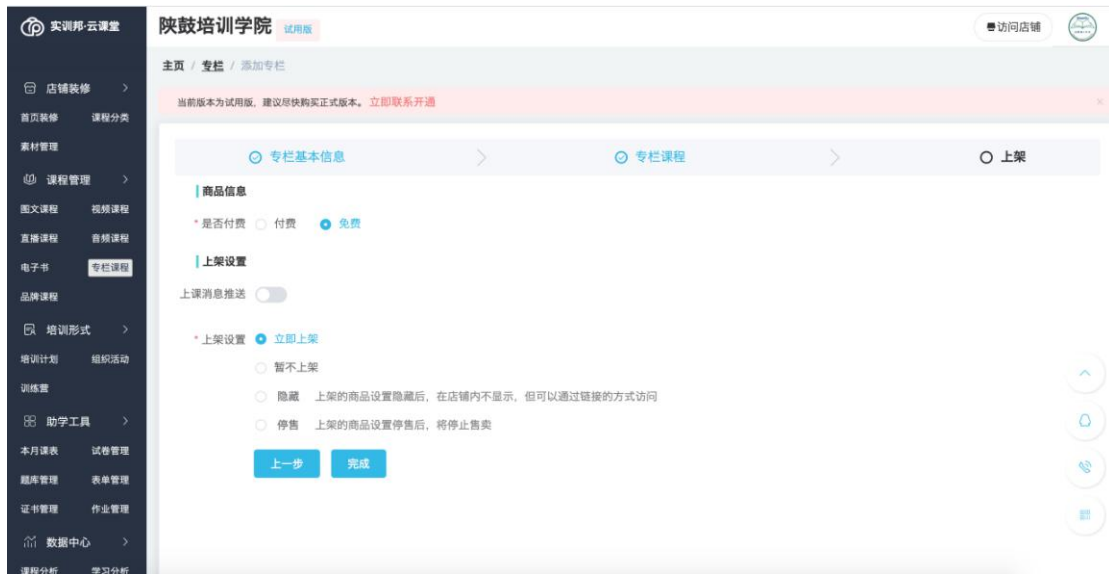 实训邦·云课堂
陕鼓培训学院 试用版
访问店铺
主页 / 专栏 / 添加专栏
当前版本为试用版，建议尽快购买正式版本。立即联系开通
店铺装修
首页装修 课程分类
素材管理
课程管理
图文课程 视频课程
直播课程 音频课程
电子书 专栏课程
品牌课程
培训形式
培训计划 组织活动
训练营
助学工具
本月课表 试卷管理
题库管理 表单管理
证书管理 作业管理
数据中心
课程分析 学习分析
专栏基本信息 专栏课程 上架
商品信息
* 是否付费 付费 免费
上架设置
上课消息推送
* 上架设置 立即上架
暂不上架
隐藏 上架的商品设置隐藏后，在店铺内不显示，但可以通过链接的方式访问
停售 上架的商品设置停售后，将停止售卖
上一步 完成